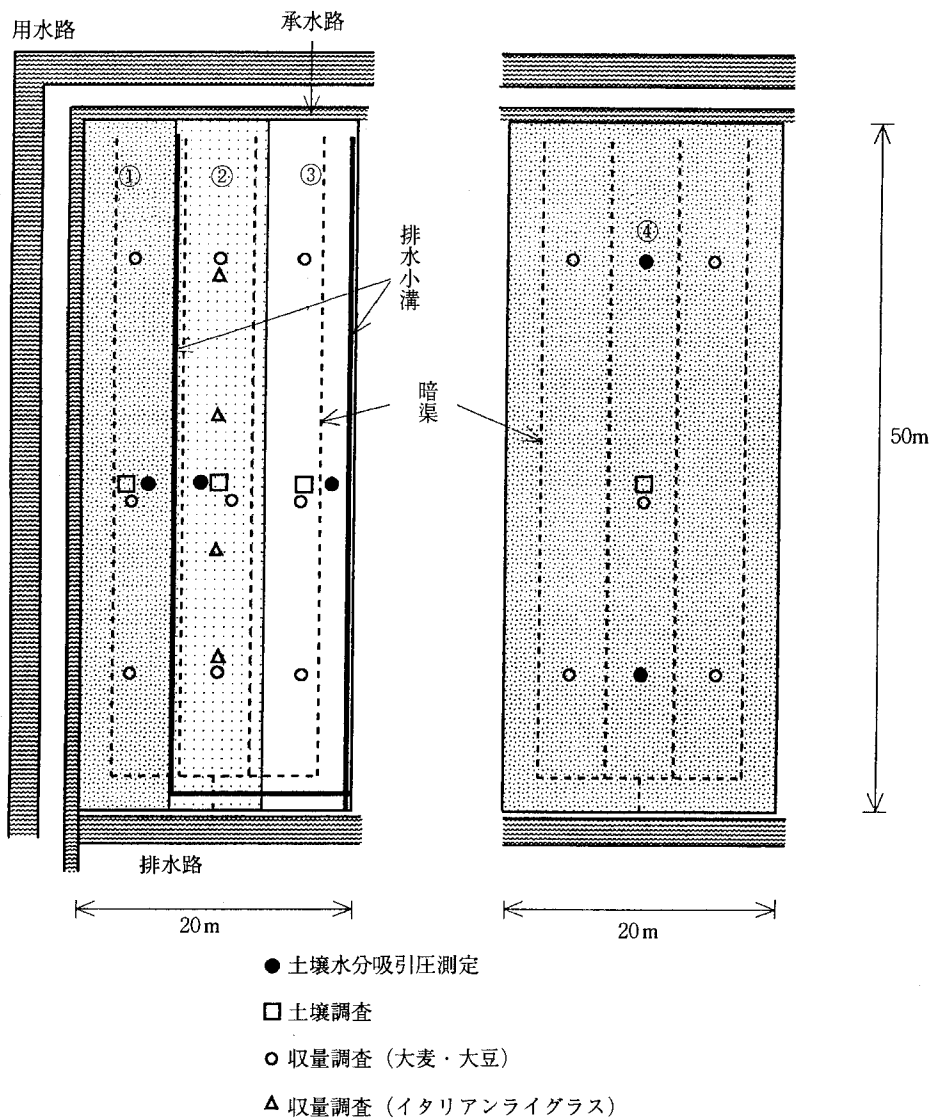 承水路
用水路
①
②
③
④
排水小溝
暗渠
50m
排水路
20m
20m
● 土壌水分吸引圧測定
□ 土壌調査
○ 収量調査（大麦・大豆）
△ 収量調査（イタリアンライグラス）